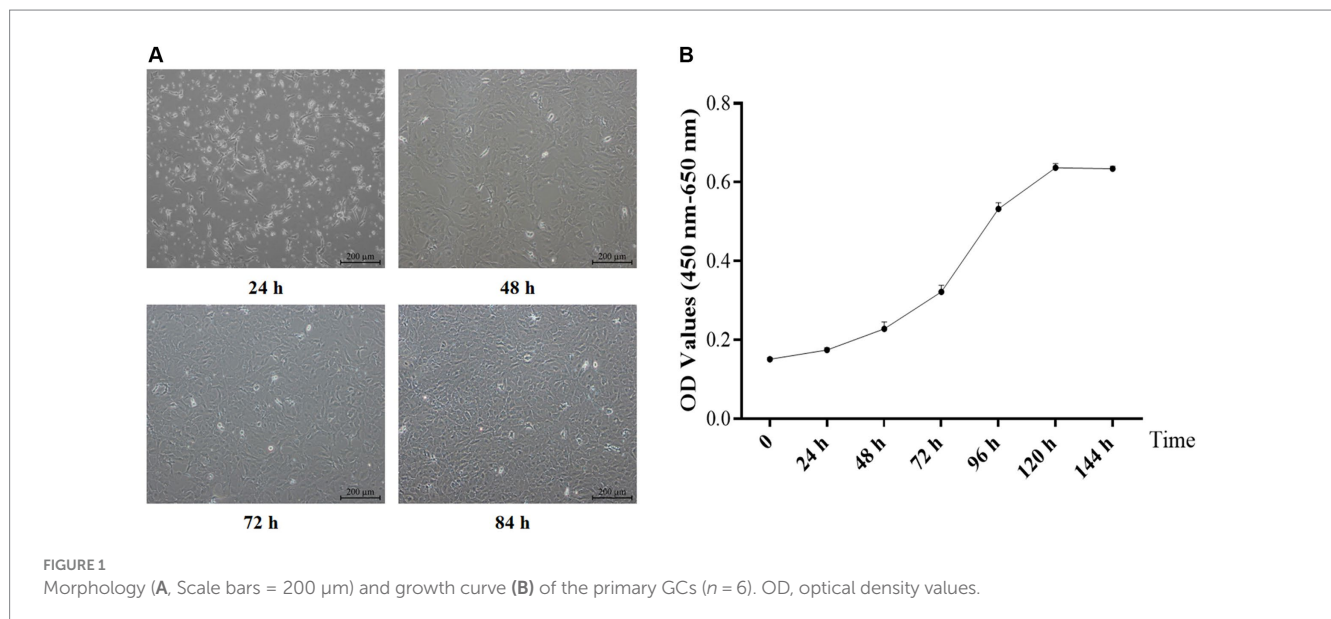 A
200 µm
200 µm
24 h
48 h
200 µm
200 µm
72 h
84 h
B
OD Values (450 nm-650 nm)
0.8
0.6
0.4
0.2
0.0
0
24 h
48 h
72 h
96 h
120 h
144 h
Time
FIGURE 1
Morphology (A, Scale bars = 200 µm) and growth curve (B) of the primary GCs (n = 6). OD, optical density values.